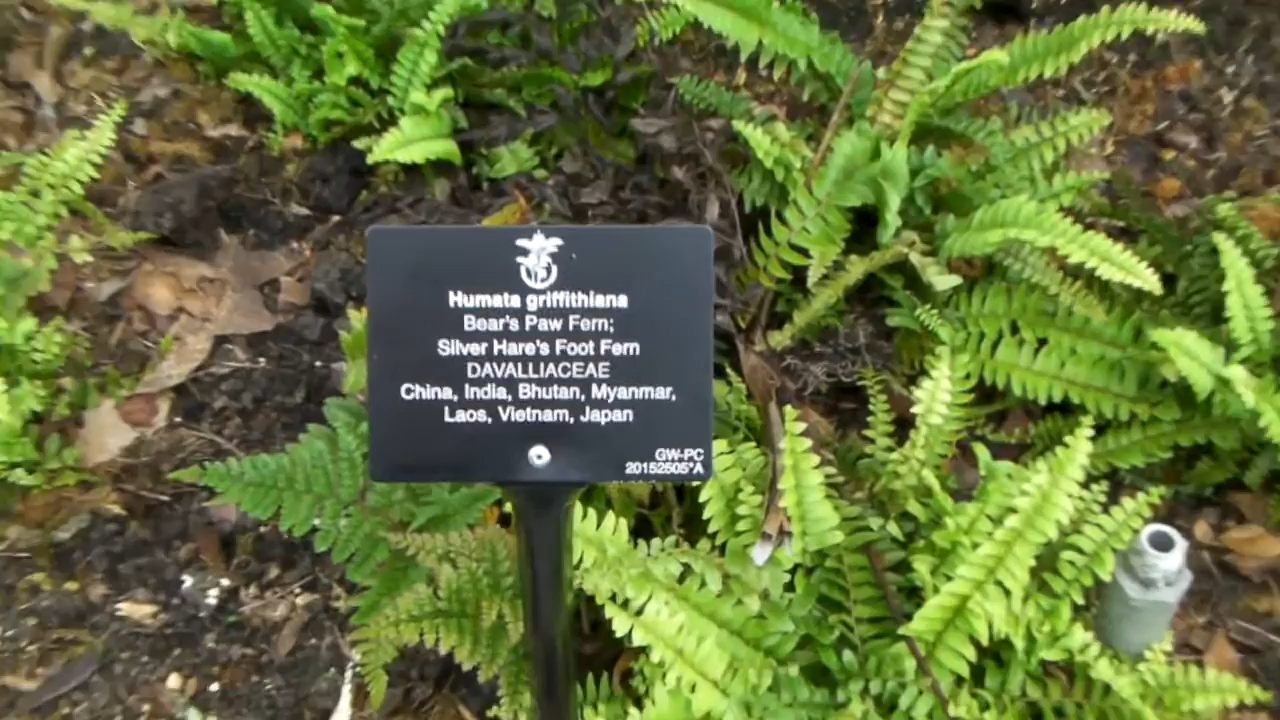 Humata griffithiana
Bear's Paw Fern;
Silver Hare's Foot Fern
DAVALLIACEAE
China, India, Bhutan, Myanmar,
Laos, Vietnam, Japan
GW-PC
20152505*A